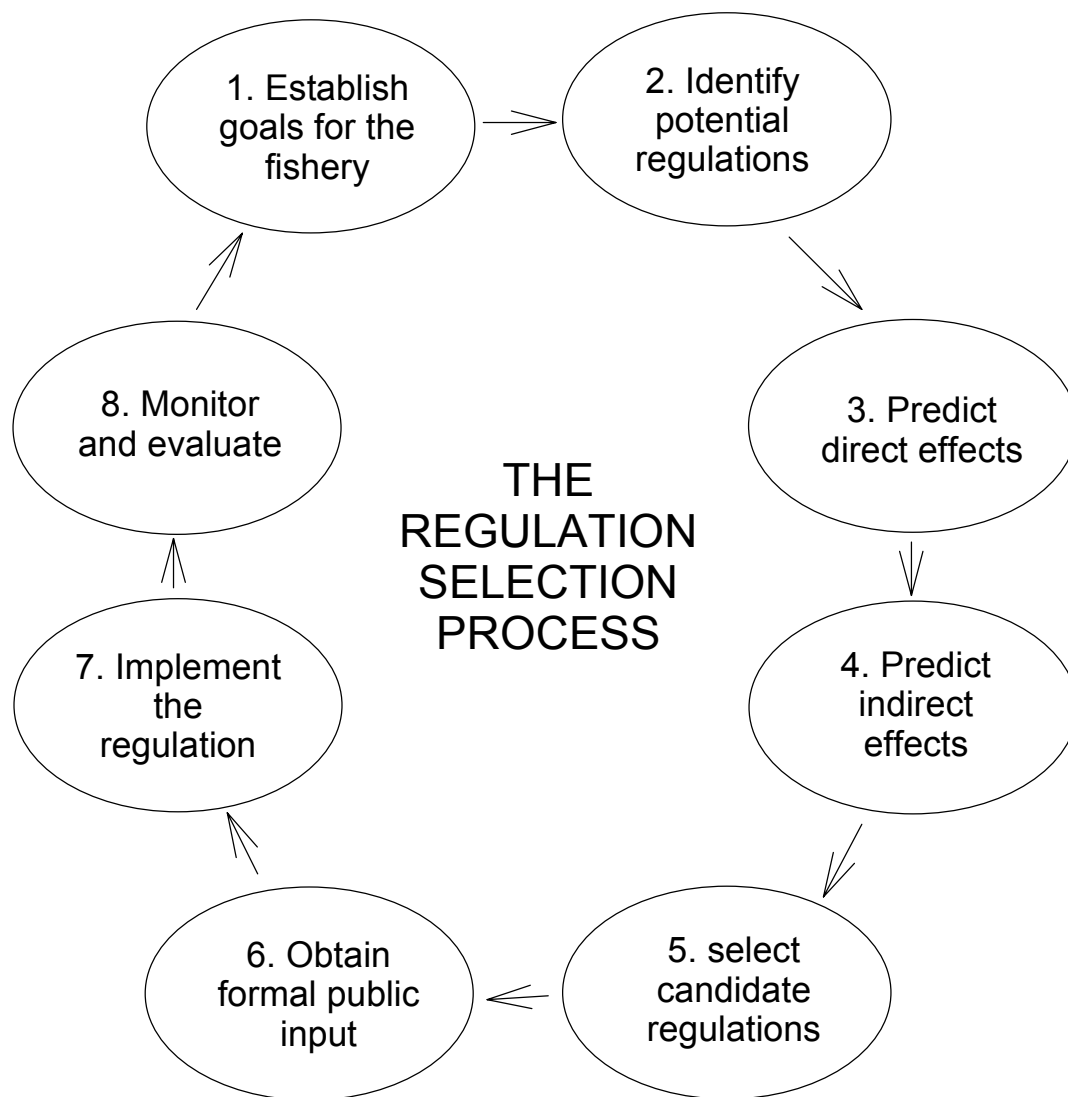 1. Establish
goals for the
fishery
2. Identify
potential
regulations
3. Predict
direct effects
4. Predict
indirect
effects
5. select
candidate
regulations
6. Obtain
formal public
input
7. Implement
the
regulation
8. Monitor
and evaluate
THE
REGULATION
SELECTION
PROCESS